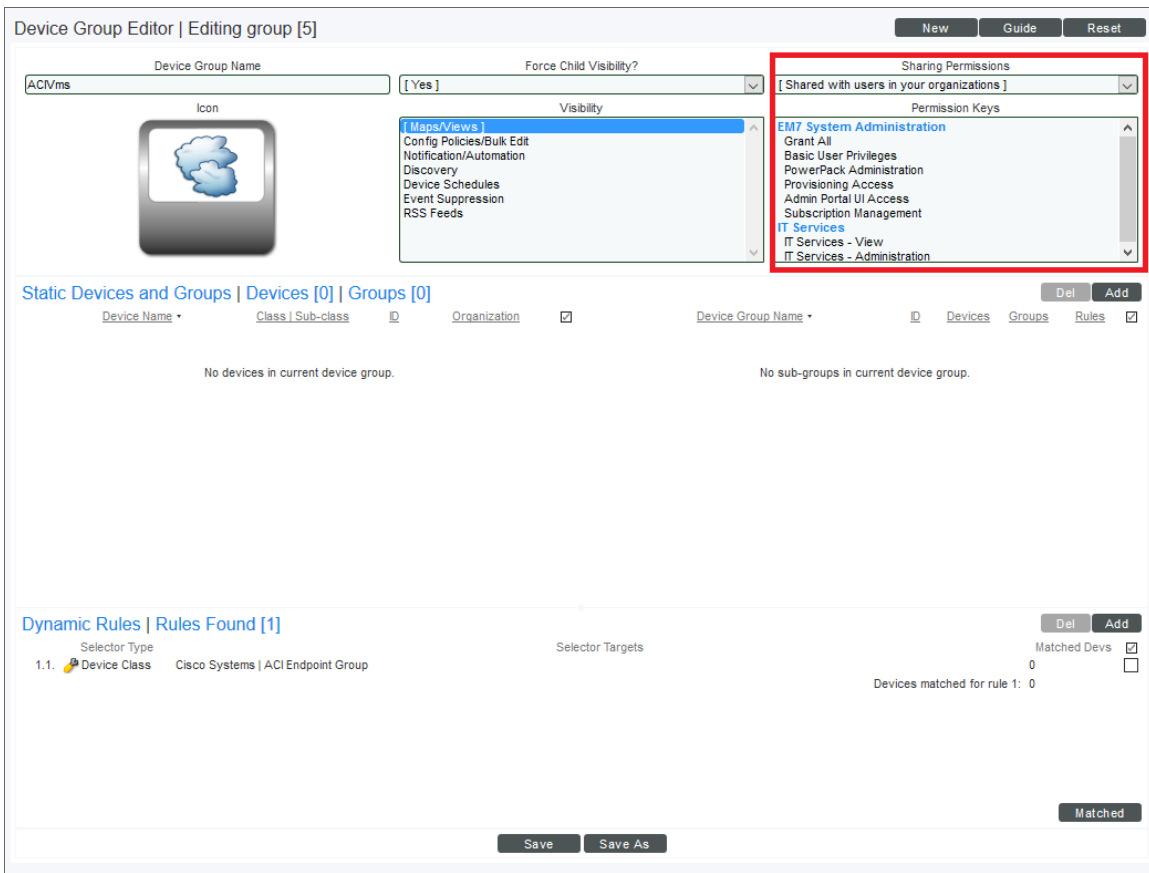 Device Group Editor | Editing group [5]
New
Guide
Reset
Device Group Name
Force Child Visibility?
Sharing Permissions
ACIVms
[ Yes ]
[ Shared with users in your organizations ]
Icon
Visibility
Permission Keys
[ Maps/Views ]
Config Policies/Bulk Edit
Notification/Automation
Discovery
Device Schedules
Event Suppression
RSS Feeds
EM7 System Administration
Grant All
Basic User Privileges
PowerPack Administration
Provisioning Access
Admin Portal UI Access
Subscription Management
IT Services
IT Services - View
IT Services - Administration
Static Devices and Groups | Devices [0] | Groups [0]
Del
Add
Device Name
Class | Sub-class
ID
Organization
Device Group Name
ID
Devices
Groups
Rules
No devices in current device group.
No sub-groups in current device group.
Dynamic Rules | Rules Found [1]
Del
Add
Selector Type
Selector Targets
Matched Devs
1.1. Device Class Cisco Systems | ACI Endpoint Group 0
Devices matched for rule 1: 0
Matched
Save
Save As